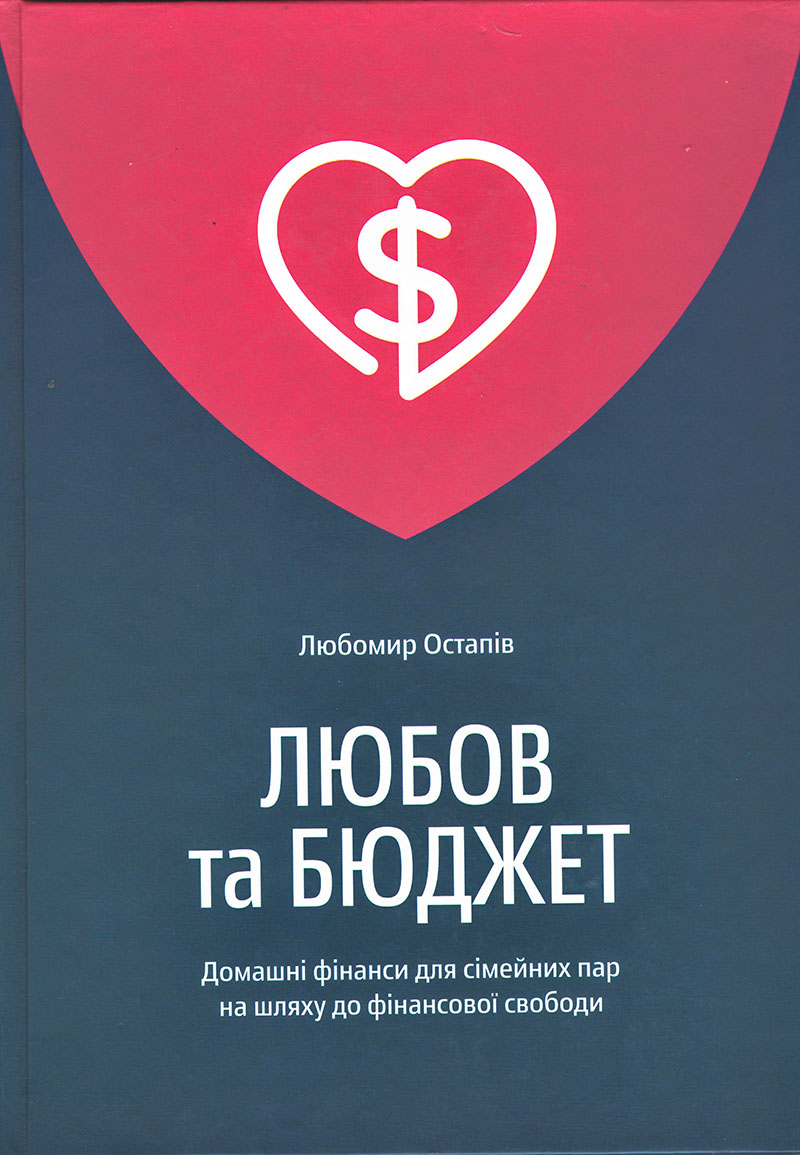 Любомир Остапів
ЛЮБОВ
та БЮДЖЕТ
Домашні фінанси для сімейних пар
на шляху до фінансової свободи